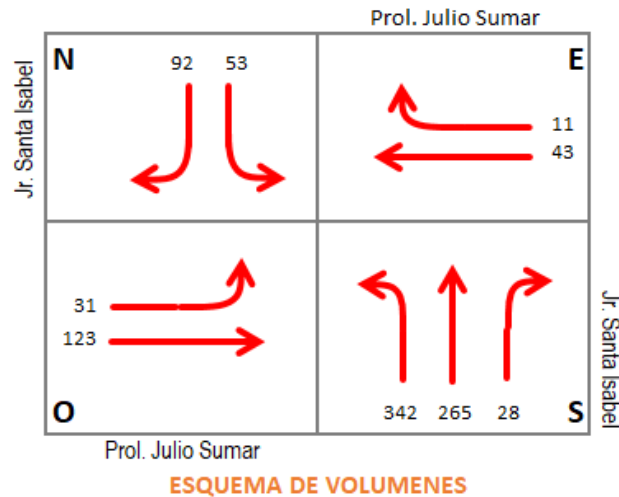 Prol. Julio Sumar
N
92 53
E
Jr. Santa Isabel
11
43
31
123
O
342 265 28
S
Jr. Santa Isabel
Prol. Julio Sumar
ESQUEMA DE VOLUMENES